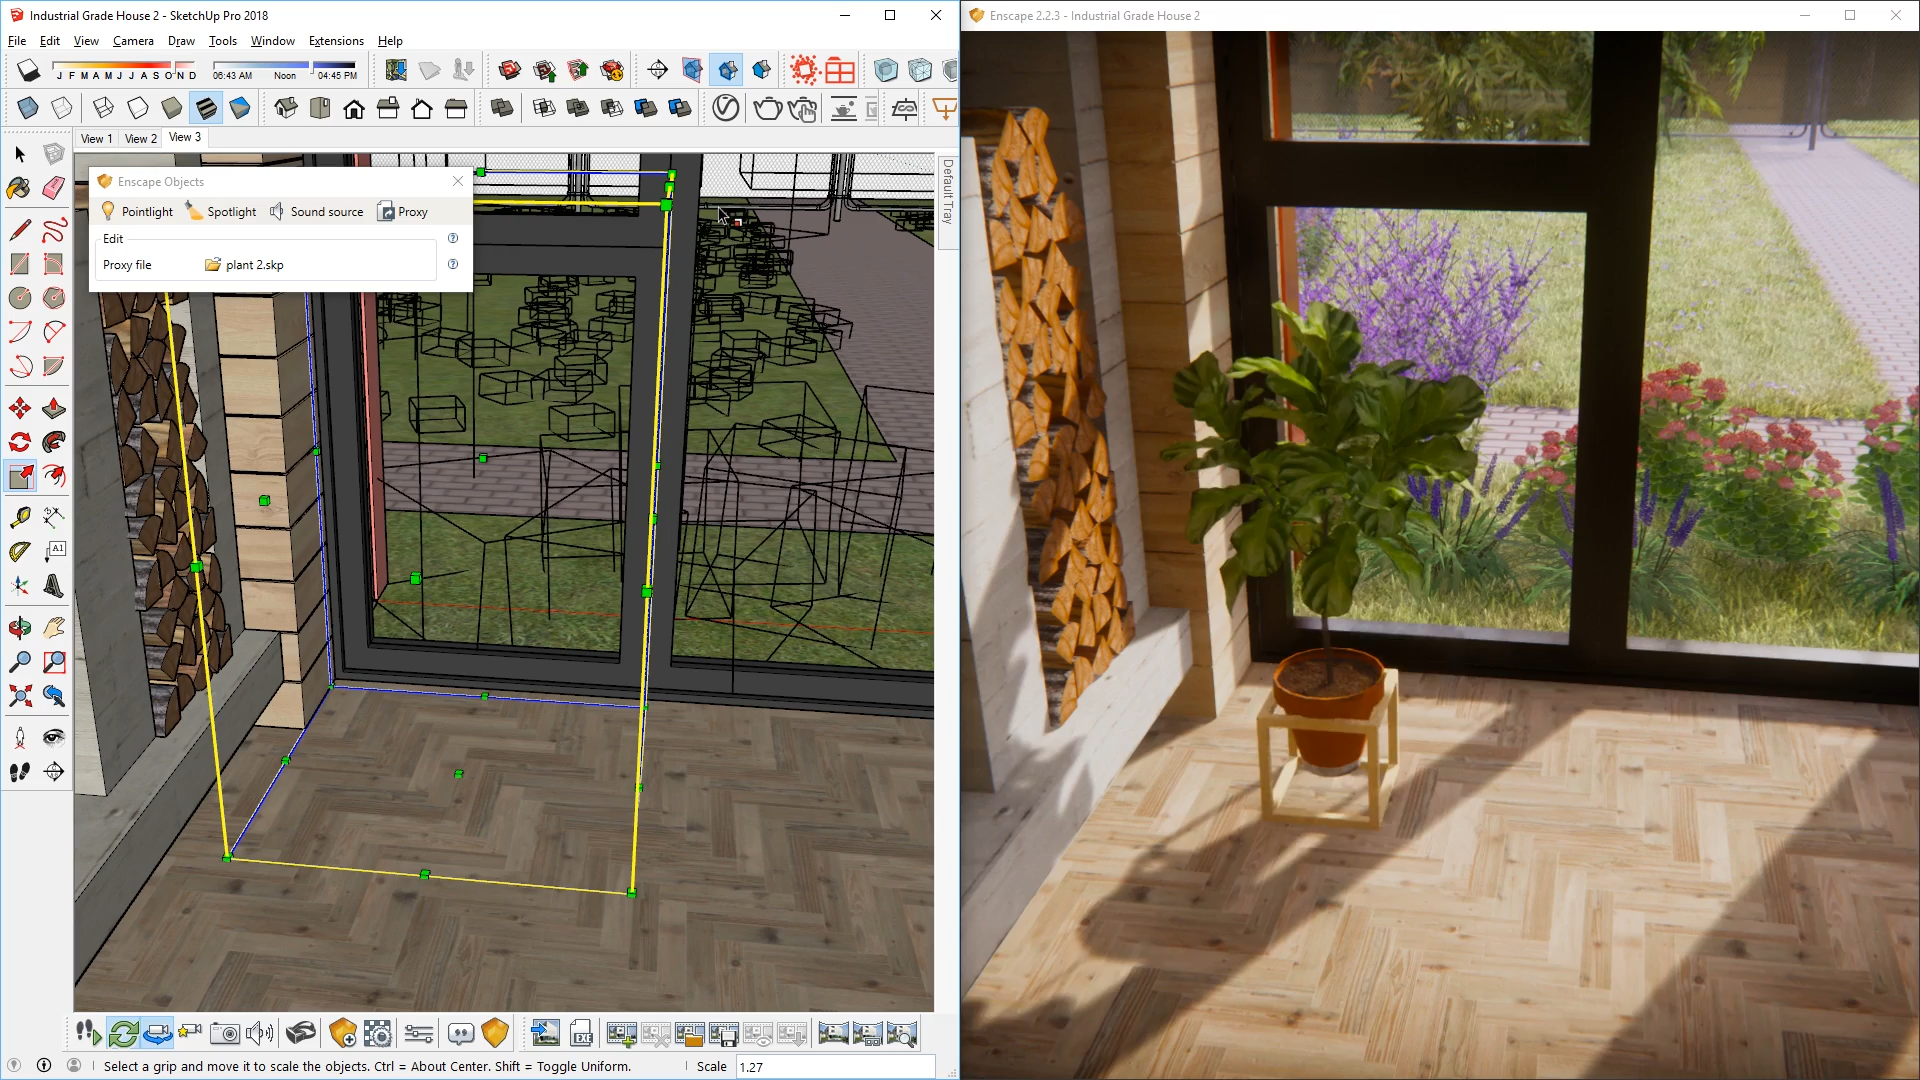 Industrial Grade House 2 - SketchUp Pro 2018
Enscape 2.2.3 - Industrial Grade House 2
File Edit View Camera Draw Tools Window Extensions Help
J F M A M J J A S O N D
06:43 AM Noon 04:45 PM
View 1 View 2 View 3
Enscape Objects
Pointlight Spotlight Sound source Proxy
Edit
Proxy file plant 2.skp
Default Tray
A1
EXE
Select a grip and move it to scale the objects. Ctrl = About Center. Shift = Toggle Uniform.
Scale 1.27